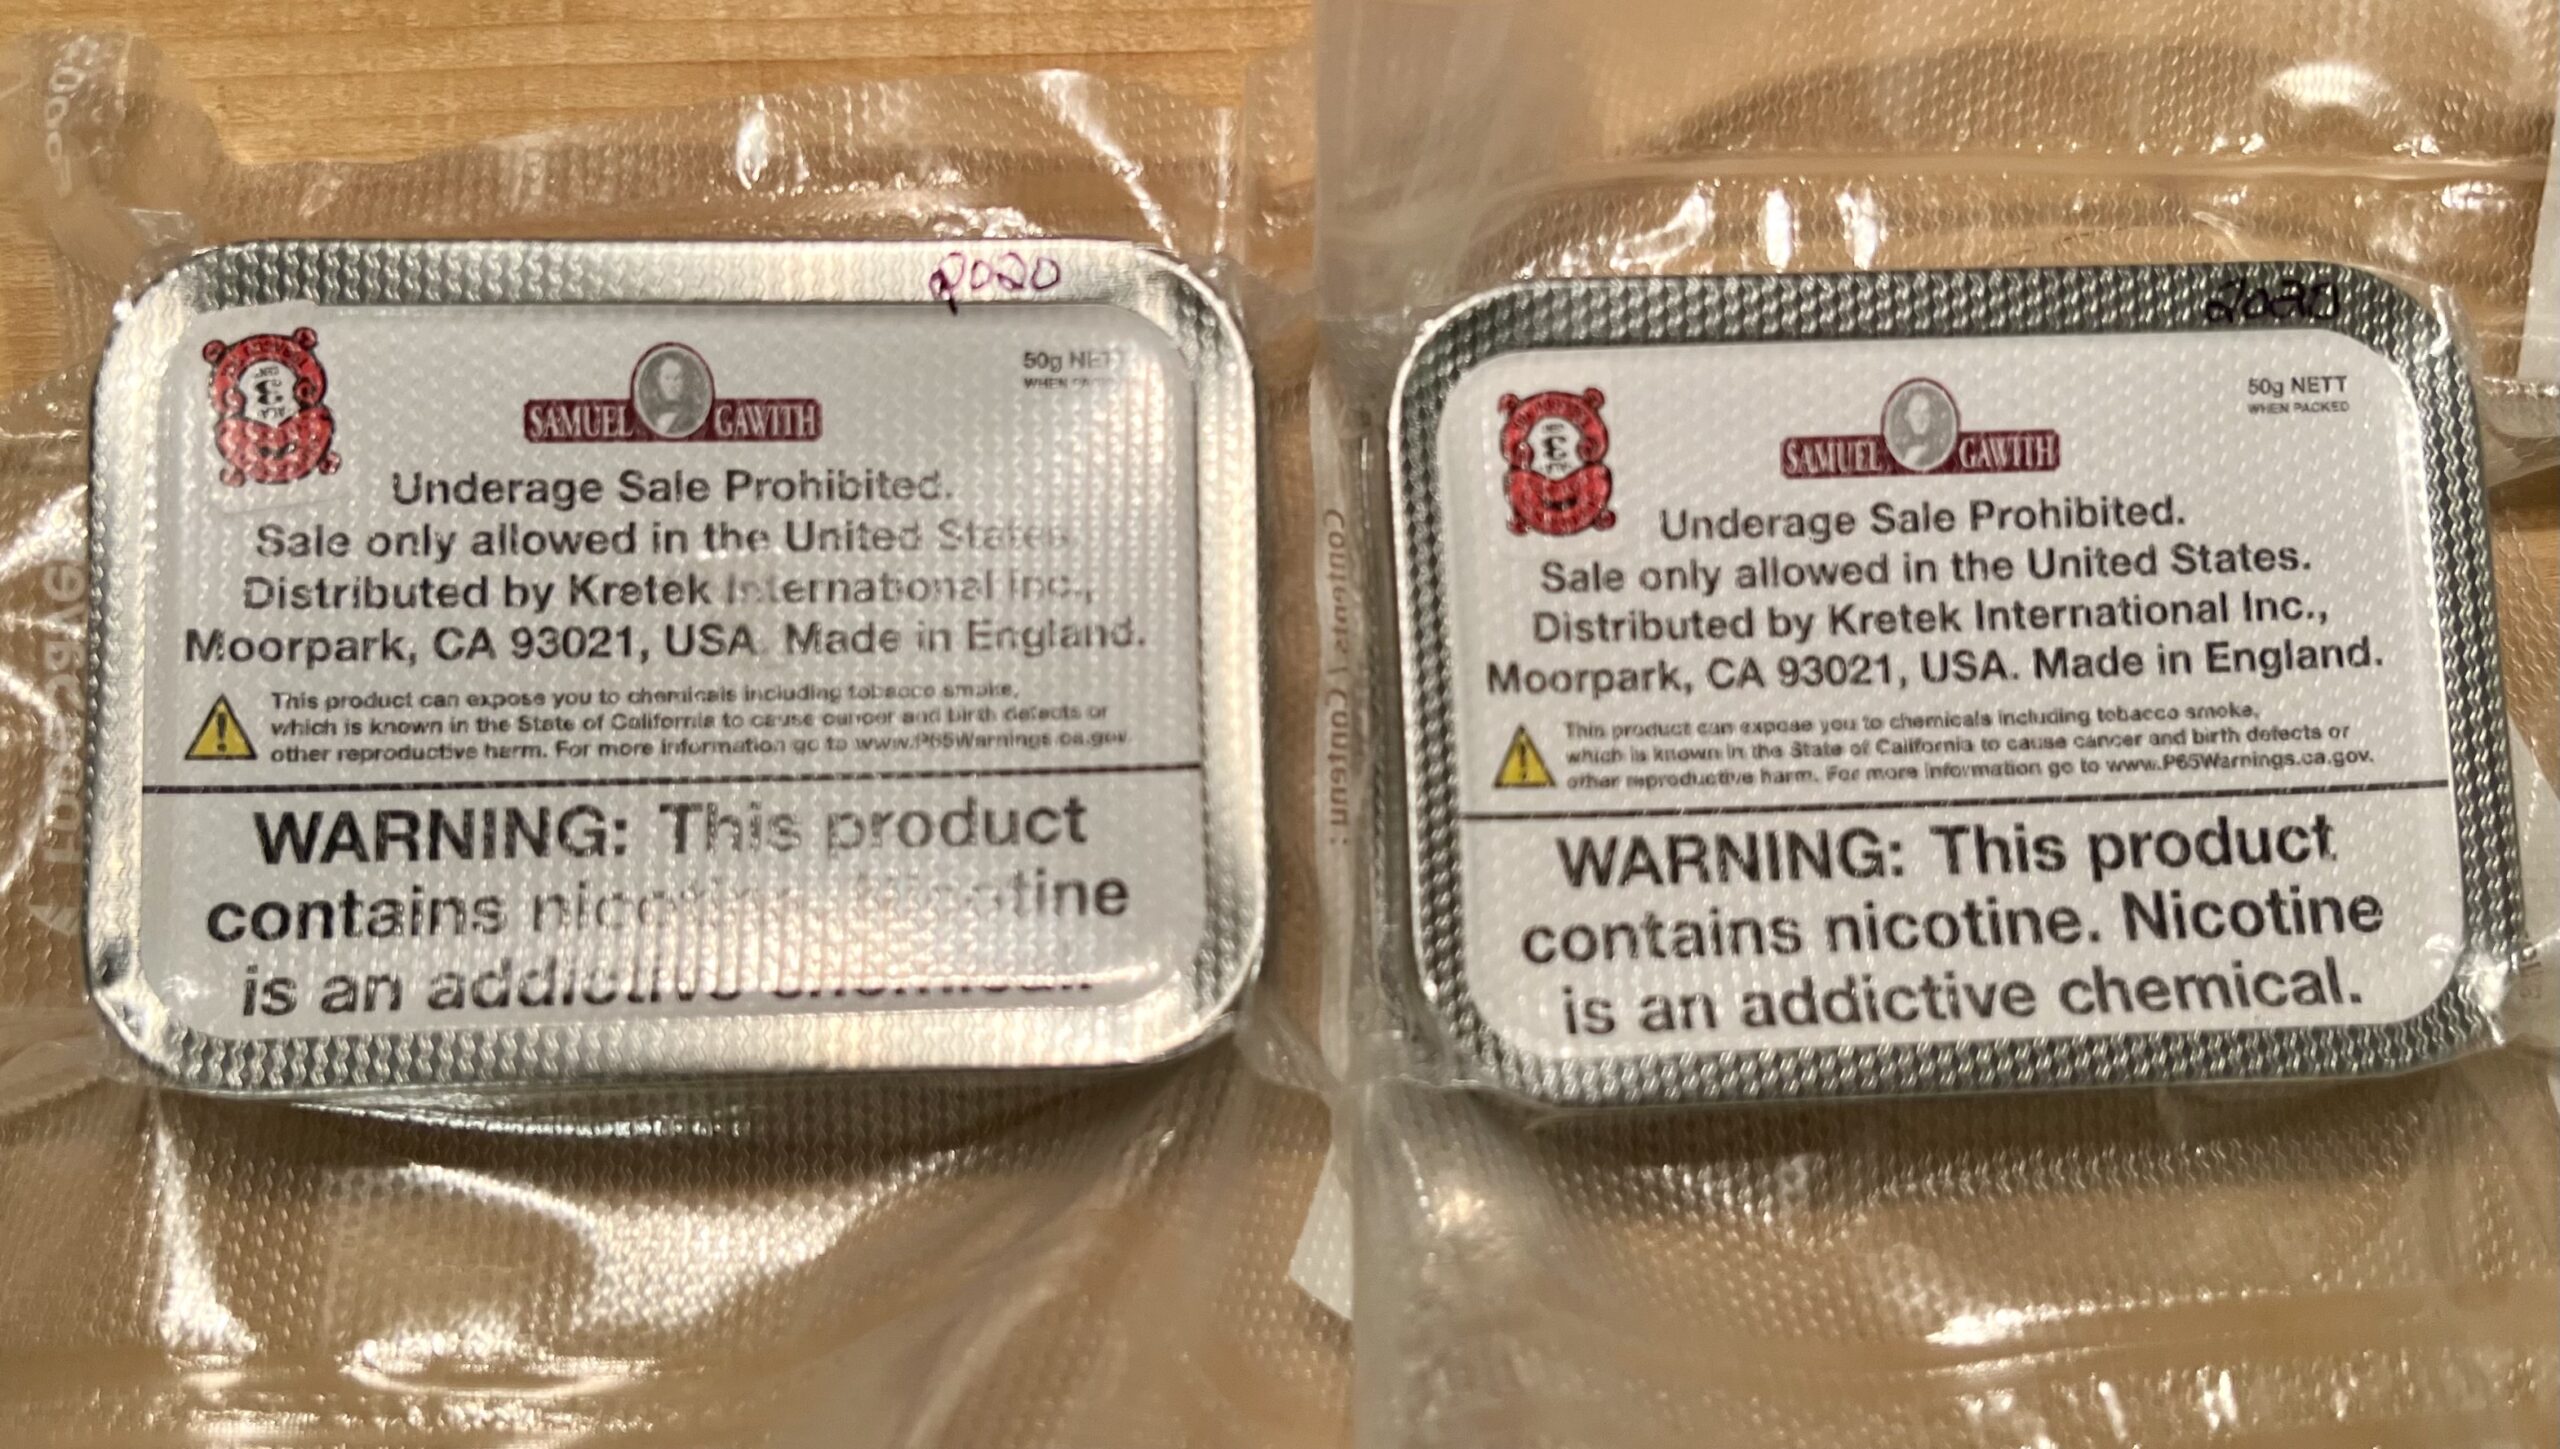 2020
50g NETT
WHEN
SAMUEL GAWITH
Underage Sale Prohibited.
Sale only allowed in the United States.
Distributed by Kretek International Inc.,
Moorpark, CA 93021, USA. Made in England.
This product can expose you to chemicals including tobacco smoke,
which is known in the State of California to cause cancer and birth defects or
other reproductive harm. For more information go to www.P65Warnings.ca.gov.
WARNING: This product
contains nicotine. Nicotine
is an addictive chemical.
2020
50g NETT
WHEN PACKED
SAMUEL GAWITH
Underage Sale Prohibited.
Sale only allowed in the United States.
Distributed by Kretek International Inc.,
Moorpark, CA 93021, USA. Made in England.
This product can expose you to chemicals including tobacco smoke,
which is known in the State of California to cause cancer and birth defects or
other reproductive harm. For more information go to www.P65Warnings.ca.gov.
WARNING: This product
contains nicotine. Nicotine
is an addictive chemical.